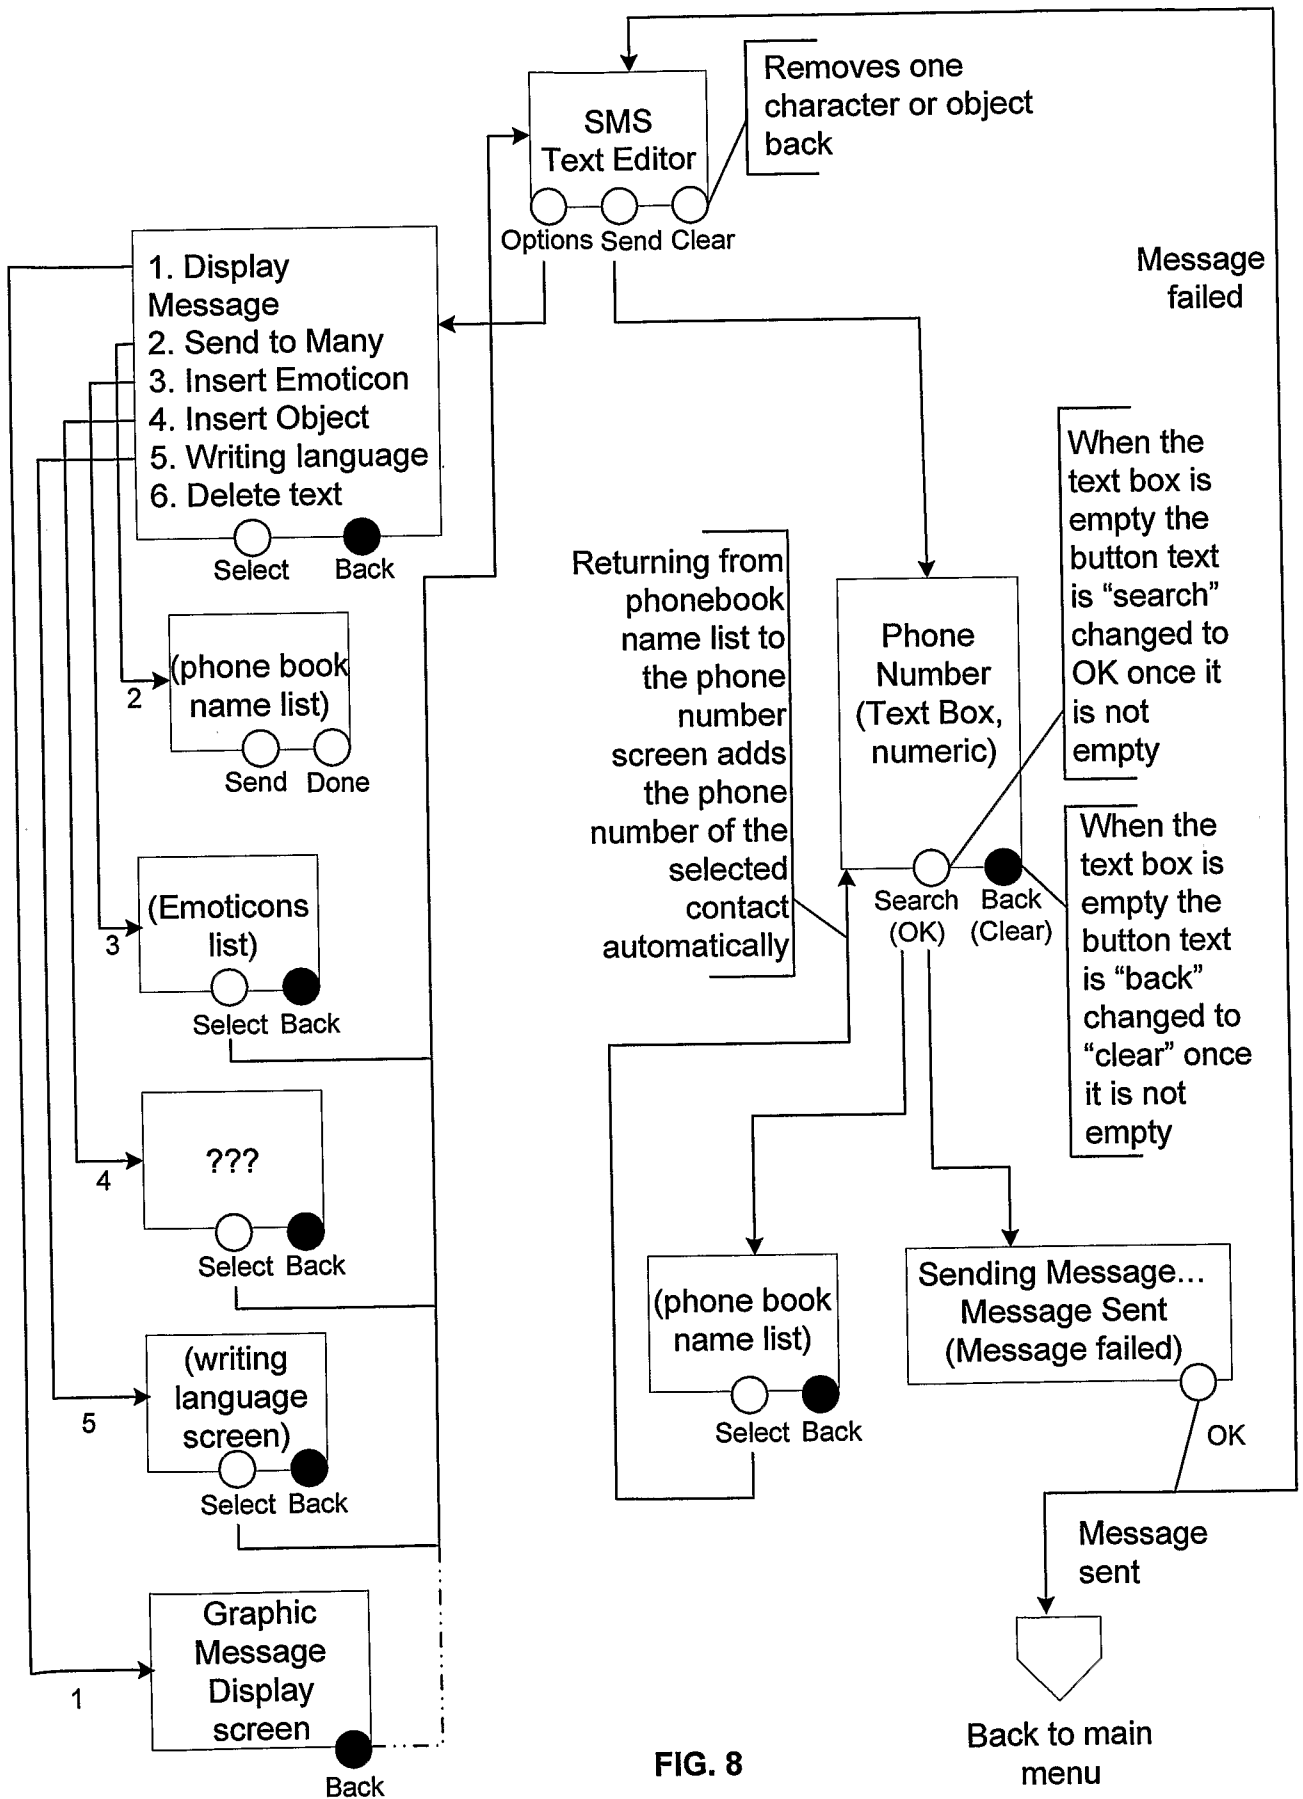 SMS
Text Editor
Options Send Clear
Removes one
character or object
back
Message
failed
1. Display
Message
2. Send to Many
3. Insert Emoticon
4. Insert Object
5. Writing language
6. Delete text
Select Back
(phone book
name list)
2
Send Done
(Emoticons
list)
3
Select Back
???
4
Select Back
(writing
language
screen)
5
Select Back
Graphic
Message
Display
screen
1
Back
Returning from
phonebook
name list to
the phone
number
screen adds
the phone
number of the
selected
contact
automatically
Phone
Number
(Text Box,
numeric)
Search Back
(OK) (Clear)
When the
text box is
empty the
button text
is “search”
changed to
OK once it
is not
empty
When the
text box is
empty the
button text
is “back”
changed to
“clear” once
it is not
empty
(phone book
name list)
Select Back
Sending Message...
Message Sent
(Message failed)
OK
Message
sent
Back to main
menu
FIG. 8